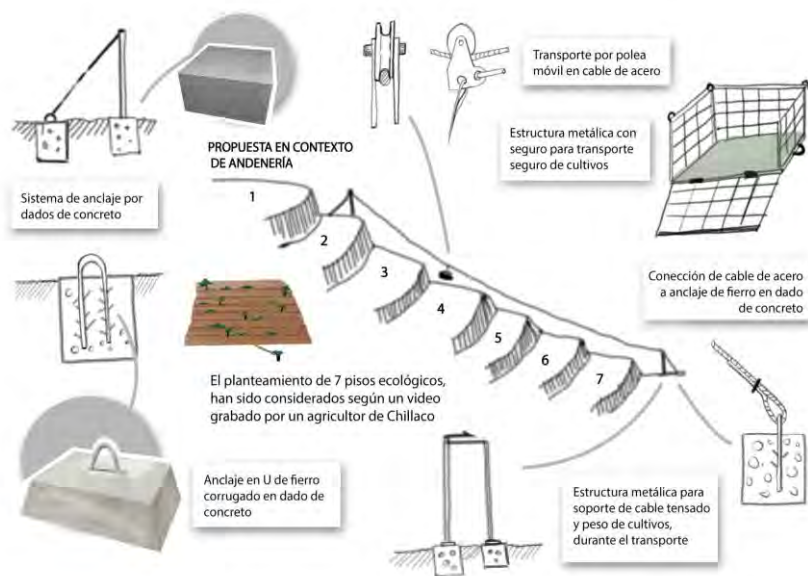 Transporte por polea
móvil en cable de acero
Estructura metálica con
seguro para transporte
seguro de cultivos
PROPUESTA EN CONTEXTO
DE ANDENERÍA
Sistema de anclaje por
dados de concreto
1
2
3
4
5
6
7
Conección de cable de acero
a anclaje de fierro en dado
de concreto
El planteamiento de 7 pisos ecológicos,
han sido considerados según un video
grabado por un agricultor de Chillaco
Anclaje en U de fierro
corrugado en dado de
concreto
Estructura metálica para
soporte de cable tensado
y peso de cultivos,
durante el transporte